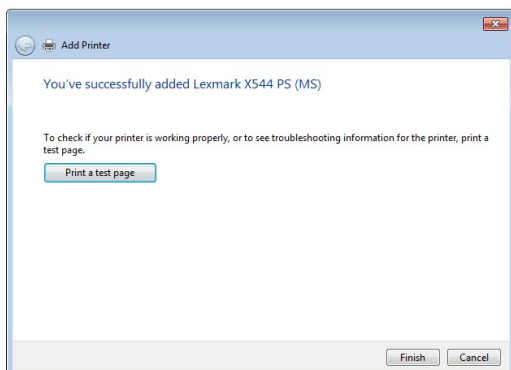 Add Printer
You've successfully added Lexmark X544 PS (MS)
To check if your printer is working properly, or to see troubleshooting information for the printer, print a
test page.
Print a test page
Finish
Cancel